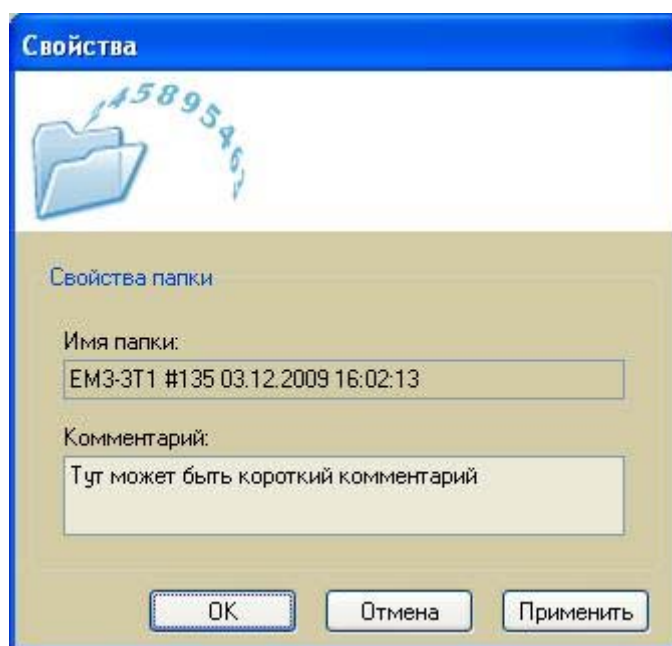 Свойства
4589546
Свойства папки
Имя папки:
EM3-3T1 #135 03.12.2009 16:02:13
Комментарий:
Тут может быть короткий комментарий
OK
Отмена
Применить